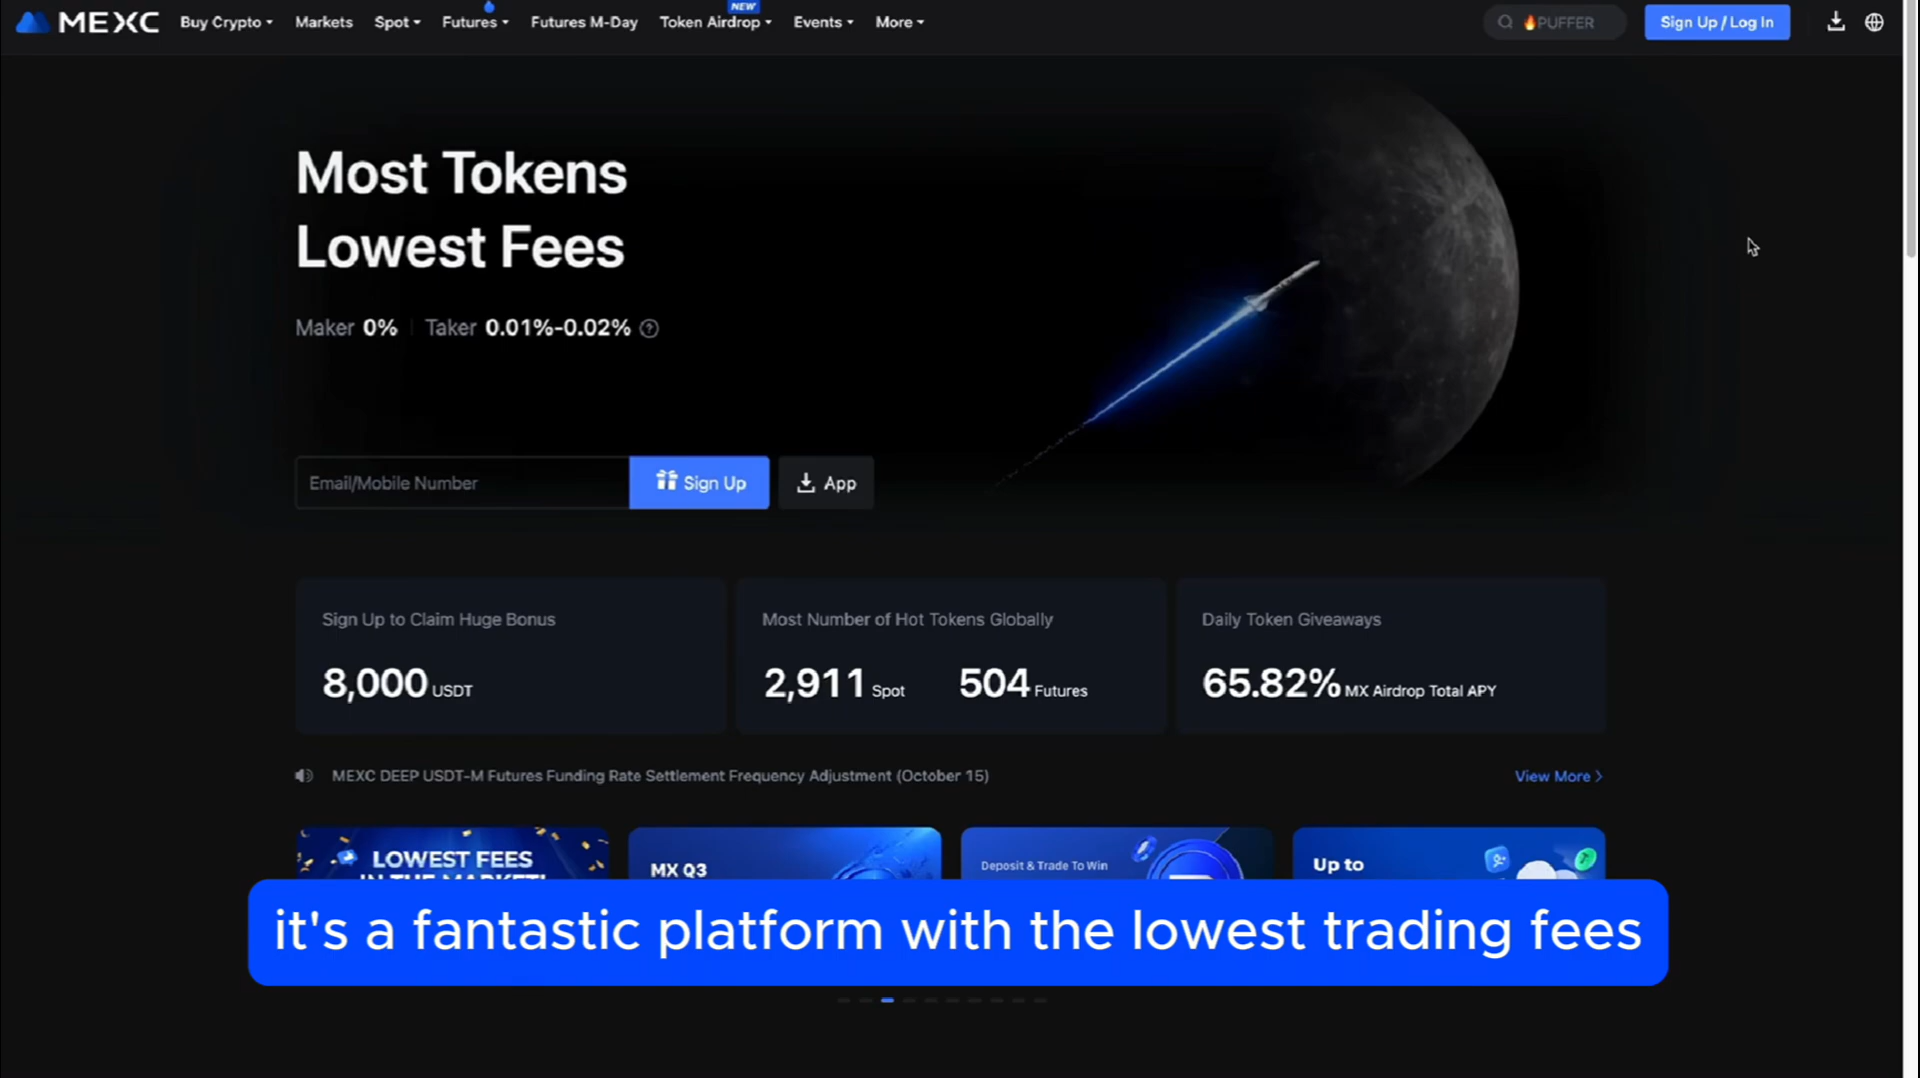 MEXC Buy Crypto Markets Spot Futures Futures M-Day Token Airdrop NEW Events More PUFFER Sign Up / Log In
Most Tokens
Lowest Fees
Maker 0% Taker 0.01%-0.02% ?
Email/Mobile Number Sign Up App
Sign Up to Claim Huge Bonus
8,000 USDT
Most Number of Hot Tokens Globally
2,911 Spot 504 Futures
Daily Token Giveaways
65.82% MX Airdrop Total APY
MEXC DEEP USDT-M Futures Funding Rate Settlement Frequency Adjustment (October 15) View More >
LOWEST FEES
IN THE MARKET!
MX Q3
Deposit & Trade To Win
Up to
it's a fantastic platform with the lowest trading fees